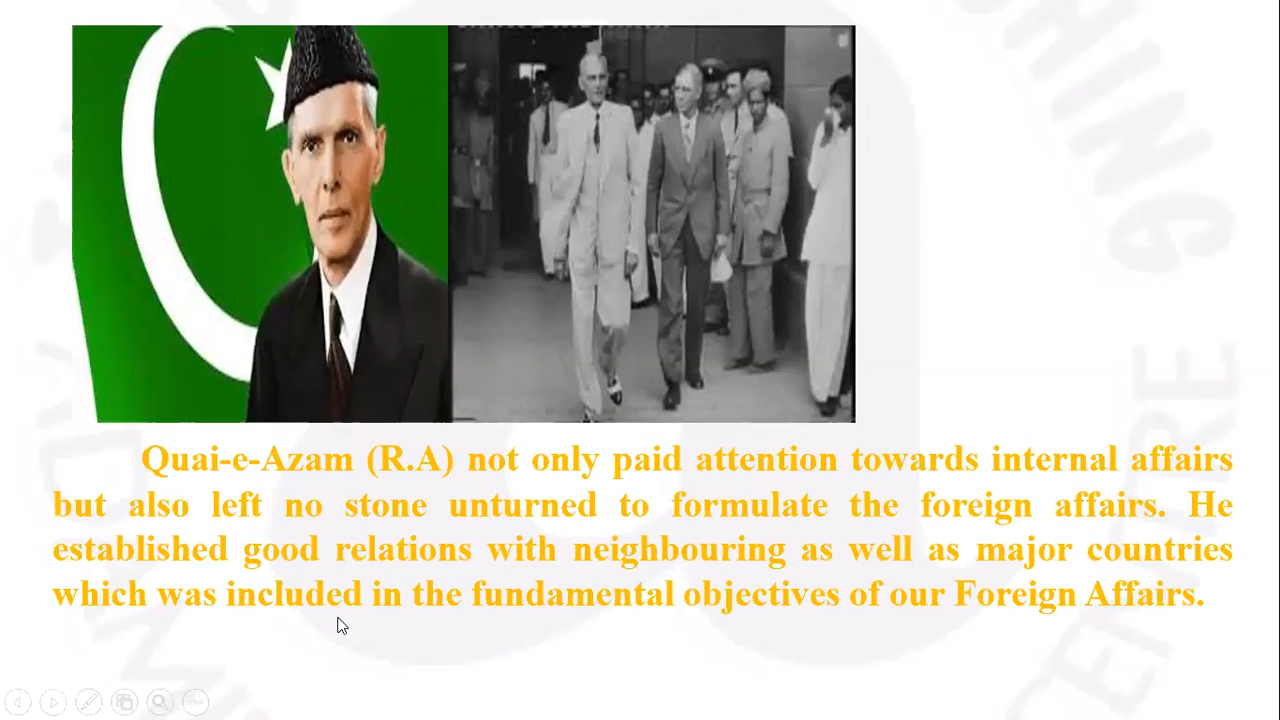 Quai-e-Azam (R.A) not only paid attention towards internal affairs
but also left no stone unturned to formulate the foreign affairs. He
established good relations with neighbouring as well as major countries
which was included in the fundamental objectives of our Foreign Affairs.